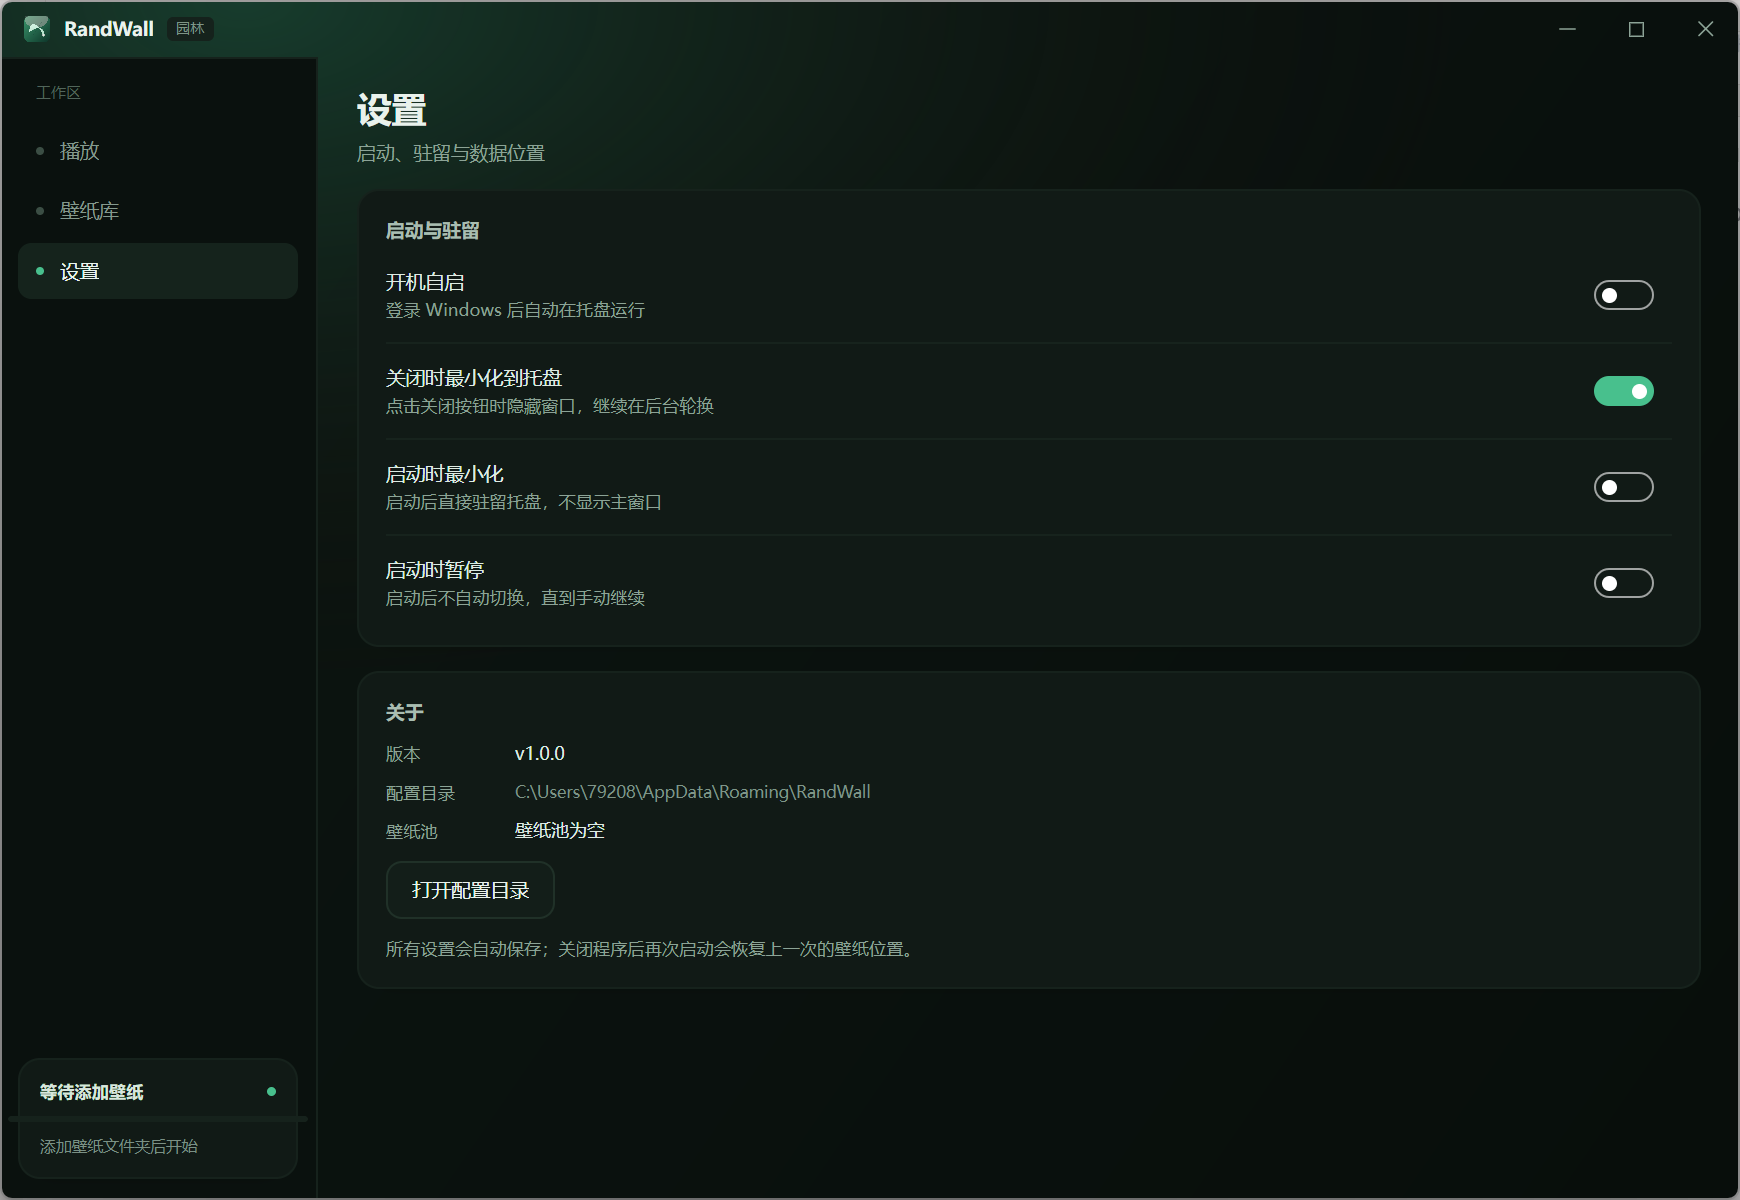 RandWall 园林
工作区
播放
壁纸库
设置
设置
启动、驻留与数据位置
启动与驻留
开机自启
登录 Windows 后自动在托盘运行
关闭时最小化到托盘
点击关闭按钮时隐藏窗口，继续在后台轮换
启动时最小化
启动后直接驻留托盘，不显示主窗口
启动时暂停
启动后不自动切换，直到手动继续
关于
版本 v1.0.0
配置目录 C:\Users\79208\AppData\Roaming\RandWall
壁纸池 壁纸池为空
打开配置目录
所有设置会自动保存；关闭程序后再次启动会恢复上一次的壁纸位置。
等待添加壁纸
添加壁纸文件夹后开始